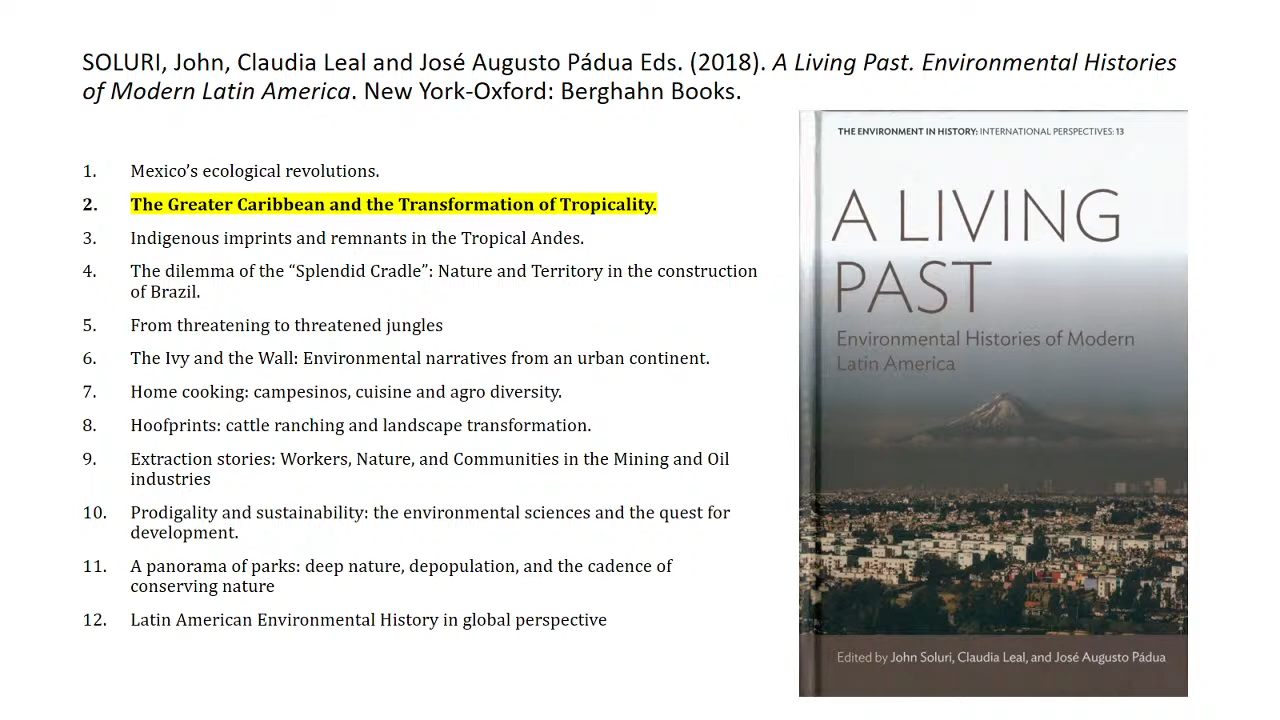 SOLURI, John, Claudia Leal and José Augusto Pádua Eds. (2018). A Living Past. Environmental Histories
of Modern Latin America. New York-Oxford: Berghahn Books.
1. Mexico’s ecological revolutions.
2. The Greater Caribbean and the Transformation of Tropicality.
3. Indigenous imprints and remnants in the Tropical Andes.
4. The dilemma of the “Splendid Cradle”: Nature and Territory in the construction
of Brazil.
5. From threatening to threatened jungles
6. The Ivy and the Wall: Environmental narratives from an urban continent.
7. Home cooking: campesinos, cuisine and agro diversity.
8. Hoofprints: cattle ranching and landscape transformation.
9. Extraction stories: Workers, Nature, and Communities in the Mining and Oil
industries
10. Prodigality and sustainability: the environmental sciences and the quest for
development.
11. A panorama of parks: deep nature, depopulation, and the cadence of
conserving nature
12. Latin American Environmental History in global perspective
THE ENVIRONMENT IN HISTORY: INTERNATIONAL PERSPECTIVES: 13
A LIVING
PAST
Environmental Histories of Modern
Latin America
Edited by John Soluri, Claudia Leal, and José Augusto Pádua